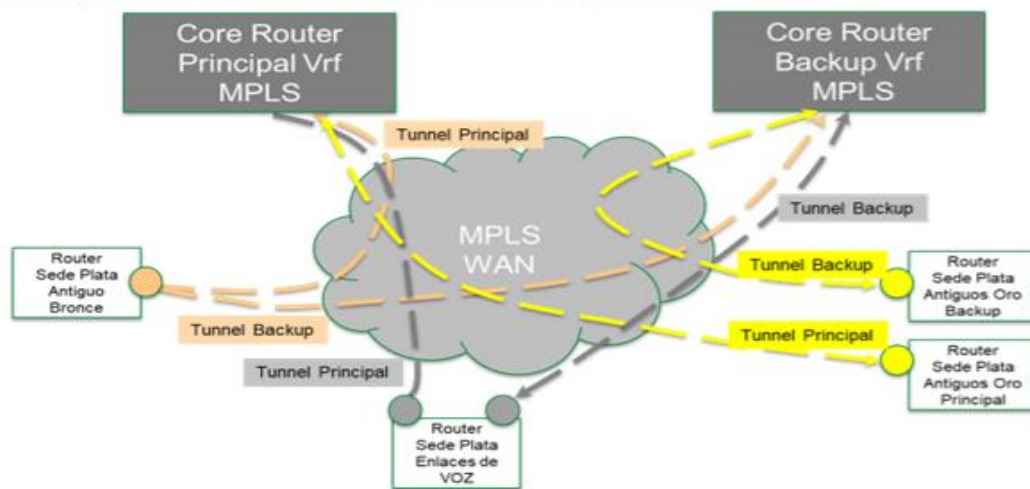 Core Router
Principal Vrf
MPLS
Core Router
Backup Vrf
MPLS
Tunnel Principal
Tunnel Backup
MPLS
WAN
Router
Sede Plata
Antiguo
Bronce
Tunnel Backup
Router
Sede Plata
Antiguos Oro
Backup
Tunnel Backup
Tunnel Principal
Tunnel Principal
Router
Sede Plata
Antiguos Oro
Principal
Router
Sede Plata
Enlaces de
VOZ